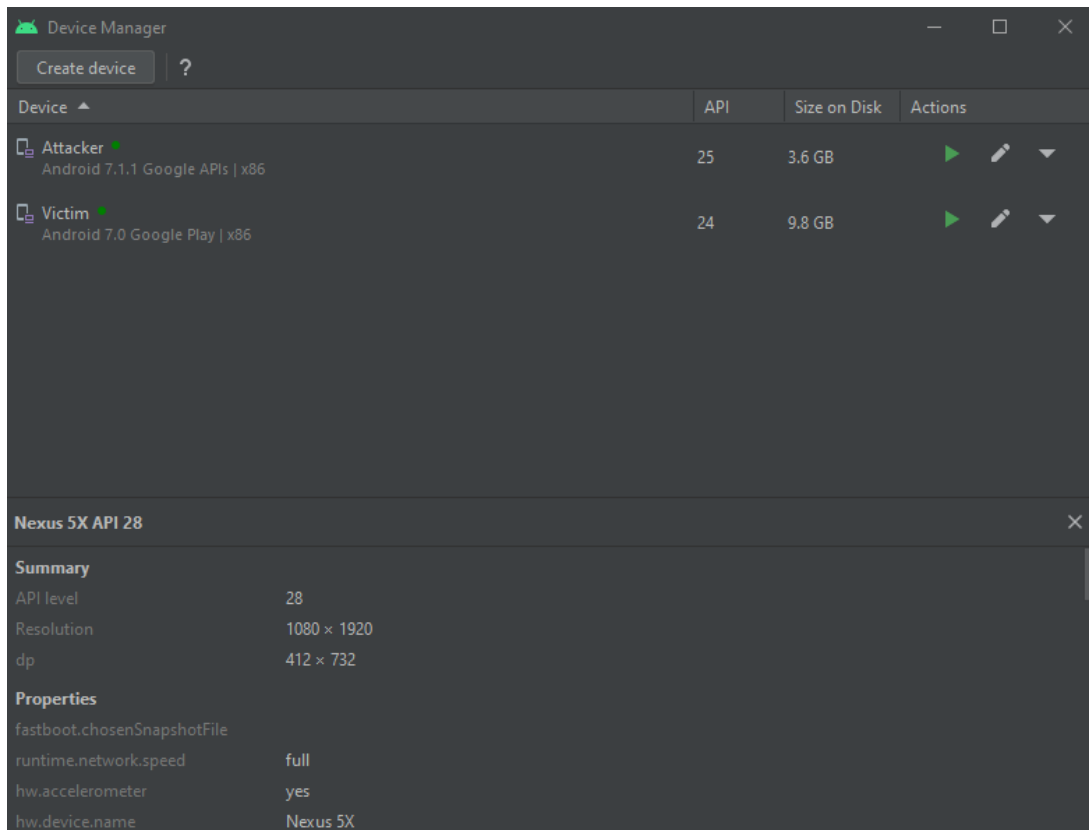 Device Manager
Create device ?
Device API Size on Disk Actions
Attacker
Android 7.1.1 Google APIs | x86
25 3.6 GB
Victim
Android 7.0 Google Play | x86
24 9.8 GB
Nexus 5X API 28
Summary
API level 28
Resolution 1080 × 1920
dp 412 × 732
Properties
fastboot.chosenSnapshotFile
runtime.network.speed full
hw.accelerometer yes
hw.device.name Nexus 5X